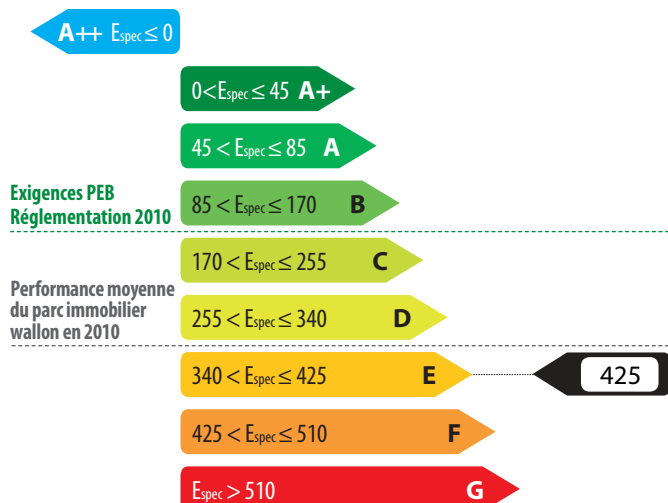 A++ Espec ≤ 0
0<Espec ≤ 45 A+
45 < Espec ≤ 85 A
Exigences PEB
Réglementation 2010
85 < Espec ≤ 170 B
170 < Espec ≤ 255 C
Performance moyenne
du parc immobilier
wallon en 2010
255 < Espec ≤ 340 D
340 < Espec ≤ 425 E
425
425 < Espec ≤ 510 F
Espec > 510 G